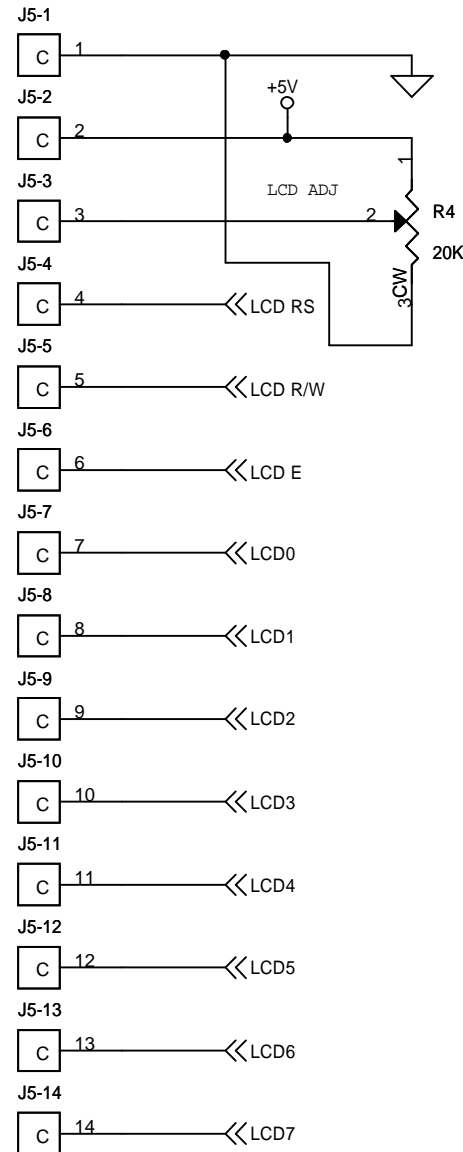 J5-1
C 1
J5-2
+5V
C 2
1
J5-3
LCD ADJ
C 3
2
R4
20K
J5-4
CW
3
C 4
LCD RS
J5-5
C 5
LCD R/W
J5-6
C 6
LCD E
J5-7
C 7
LCD0
J5-8
C 8
LCD1
J5-9
C 9
LCD2
J5-10
C 10
LCD3
J5-11
C 11
LCD4
J5-12
C 12
LCD5
J5-13
C 13
LCD6
J5-14
C 14
LCD7